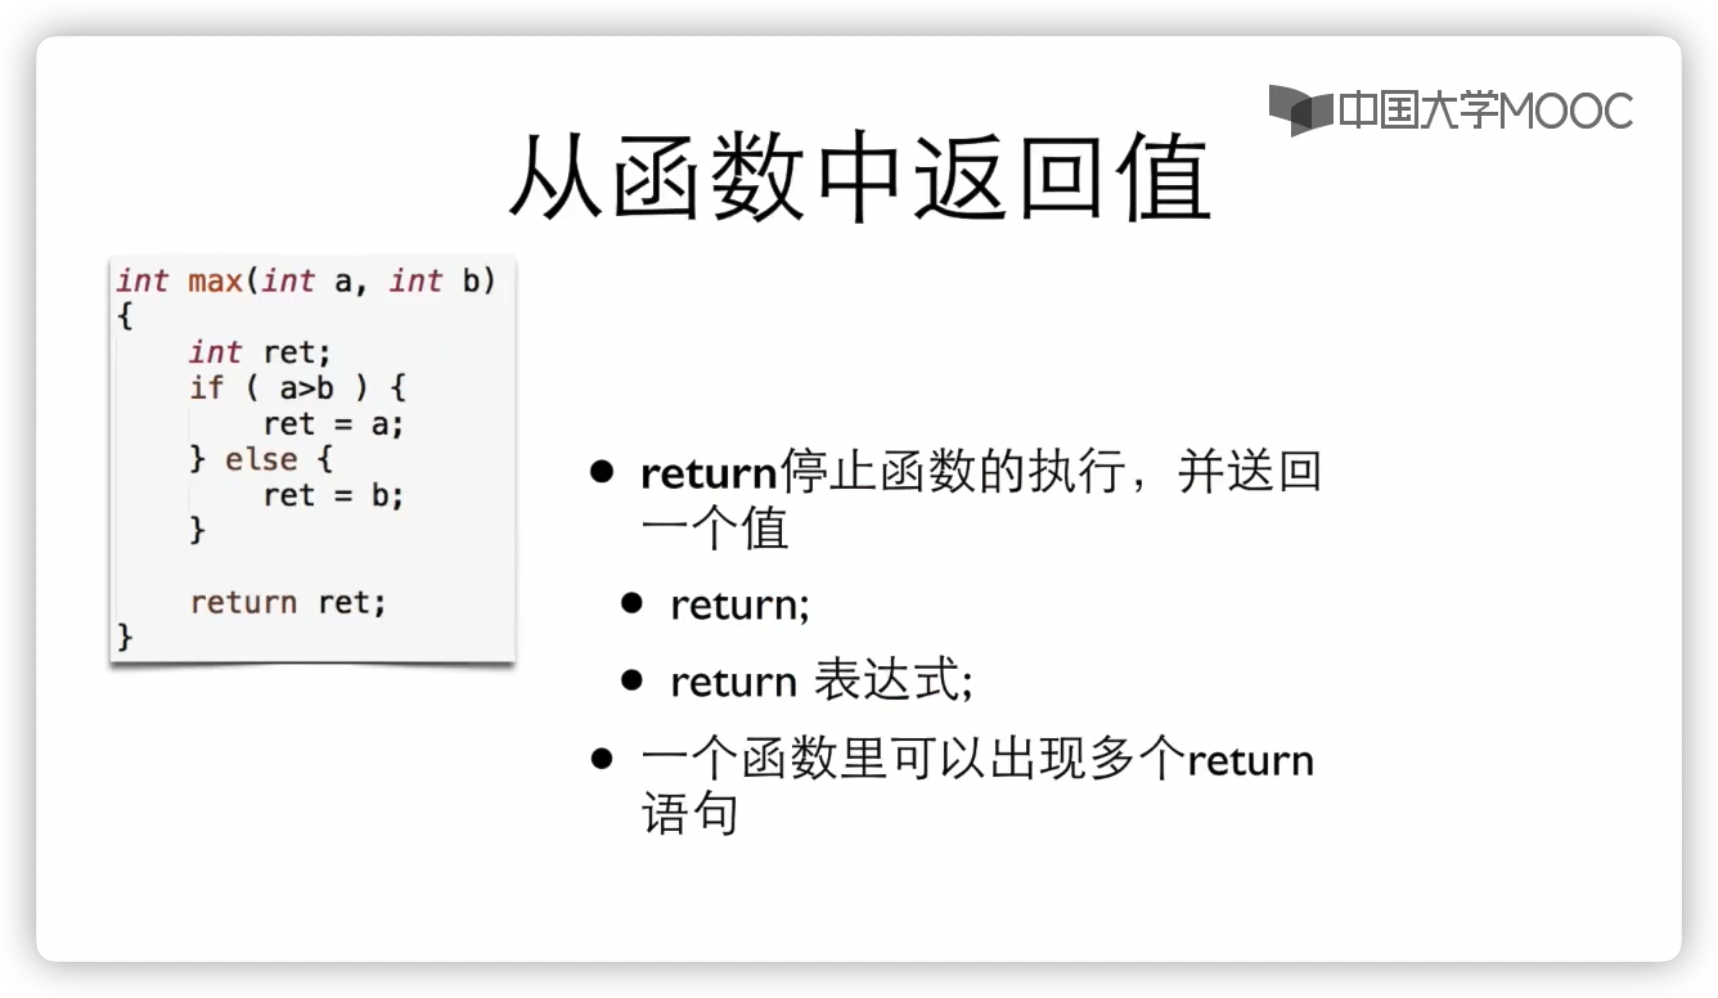 中国大学MOOC
从函数中返回值
int max(int a, int b)
{
    int ret;
    if ( a>b ) {
        ret = a;
    } else {
        ret = b;
    }
    return ret;
}
return停止函数的执行，并送回
一个值
return;
return 表达式;
一个函数里可以出现多个return
语句